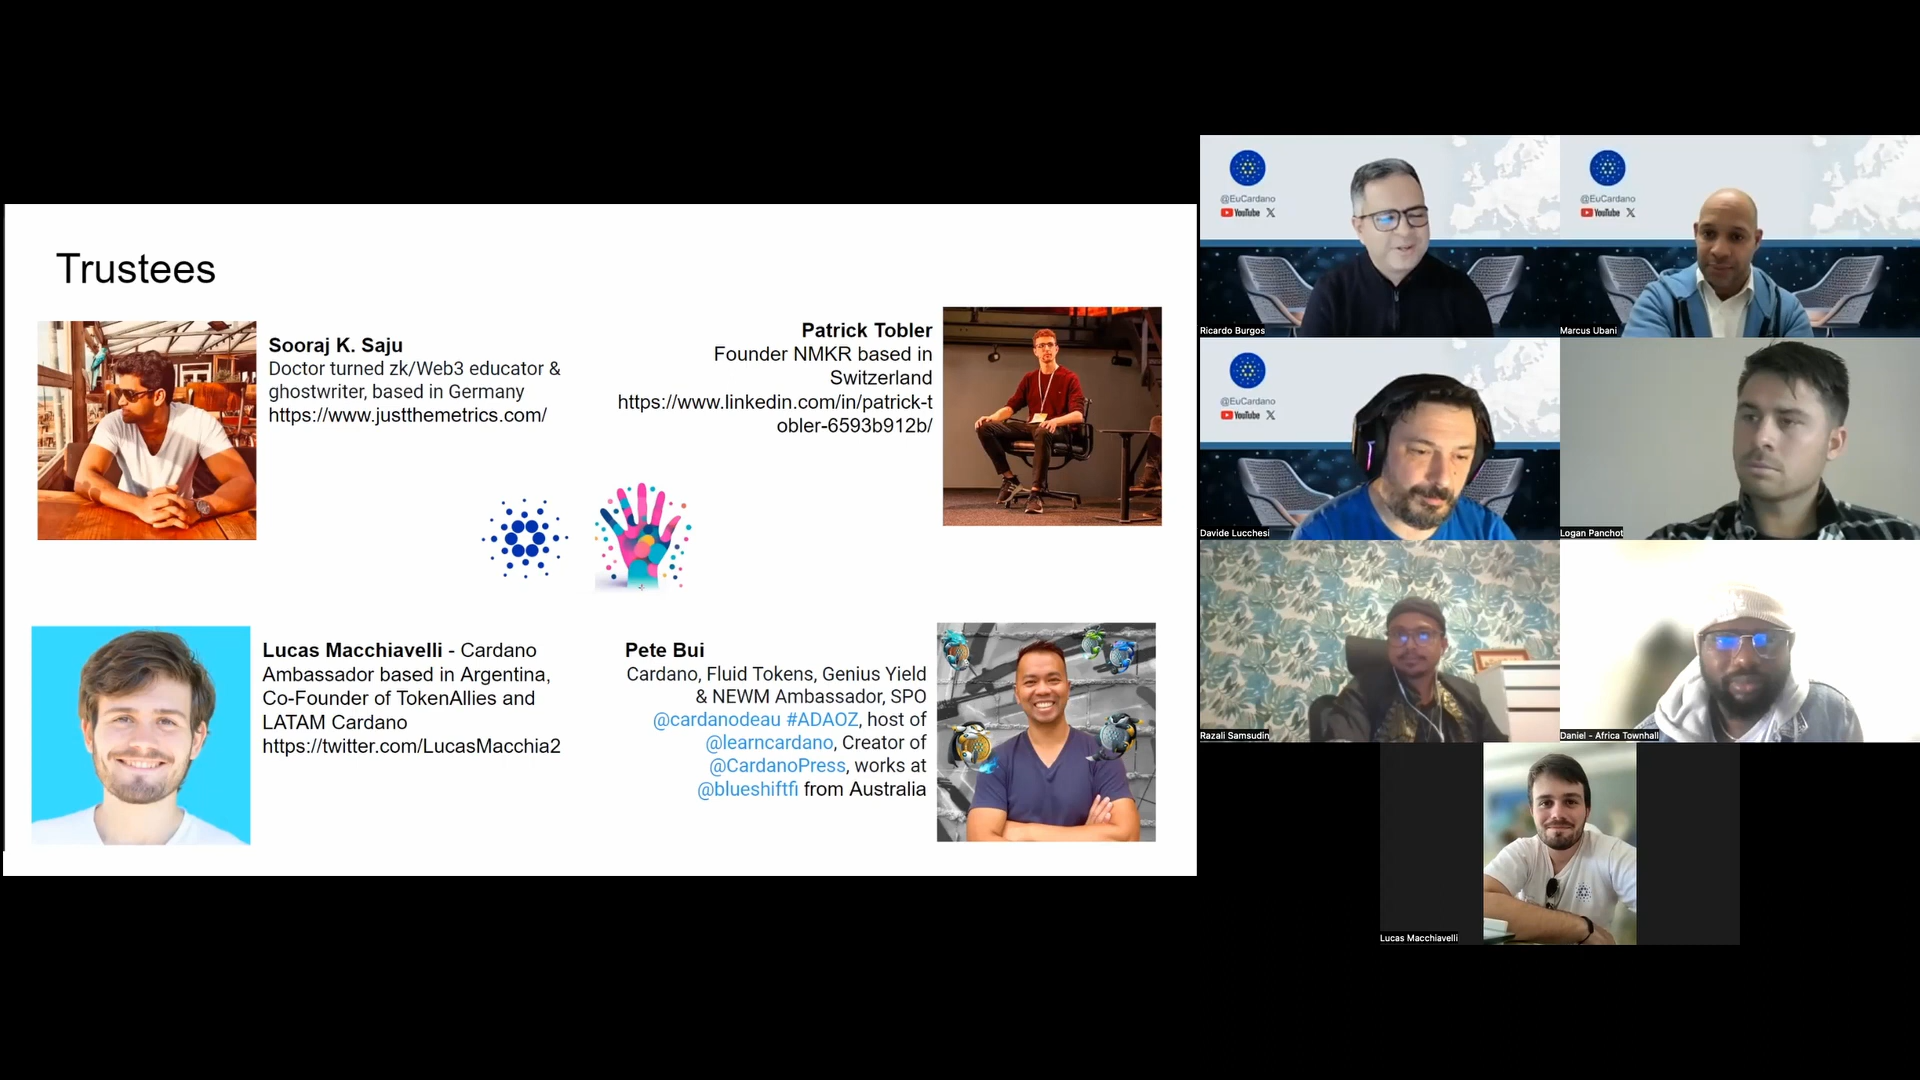 Trustees
Sooraj K. Saju
Doctor turned zk/Web3 educator &
ghostwriter, based in Germany
https://www.justthemetrics.com/
Patrick Tobler
Founder NMKR based in
Switzerland
https://www.linkedin.com/in/patrick-t
obler-6593b912b/
Lucas Macchiavelli - Cardano
Ambassador based in Argentina,
Co-Founder of TokenAllies and
LATAM Cardano
https://twitter.com/LucasMacchia2
Pete Bui
Cardano, Fluid Tokens, Genius Yield
& NEWM Ambassador, SPO
@cardanodeau #ADAOZ, host of
@learncardano, Creator of
@CardanoPress, works at
@blueshiftfi from Australia
@EuCardano
YouTube X
Ricardo Burgos
@EuCardano
YouTube X
Marcus Ubani
@EuCardano
YouTube X
Davide Lucchesi
Logan Panchot
Razali Samsudin
Daniel - Africa Townhall
Lucas Macchiavelli